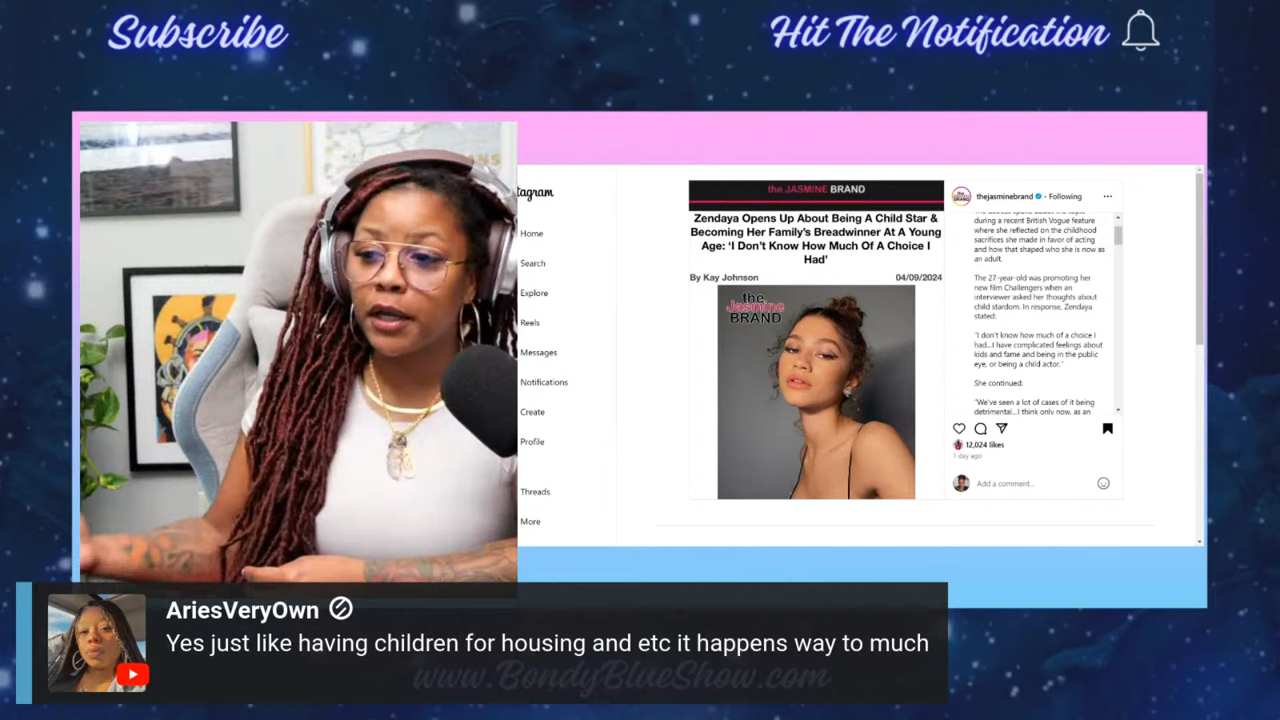 Subscribe
Hit The Notification
tagram
Home
Search
Explore
Reels
Messages
Notifications
Create
Profile
Threads
More
the JASMINE BRAND
Zendaya Opens Up About Being A Child Star &
Becoming Her Family's Breadwinner At A Young
Age: 'I Don't Know How Much Of A Choice I
Had'
By Kay Johnson
04/09/2024
the
Jasmine
BRAND
thejasminebrand • Following
during a recent British Vogue feature
where she reflected on the childhood
sacrifices she made in favor of acting
and how that shaped who she is now as
an adult.
The 27-year-old was promoting her
new film Challengers when an
interviewer asked her thoughts about
child stardom. In response, Zendaya
stated:
"I don't know how much of a choice I
had...I have complicated feelings about
kids and fame and being in the public
eye, or being a child actor."
She continued:
"We've seen a lot of cases of it being
detrimental...I think only now, as an
12,024 likes
1 day ago
Add a comment...
AriesVeryOwn
Yes just like having children for housing and etc it happens way to much
www.BondyBlueShow.com